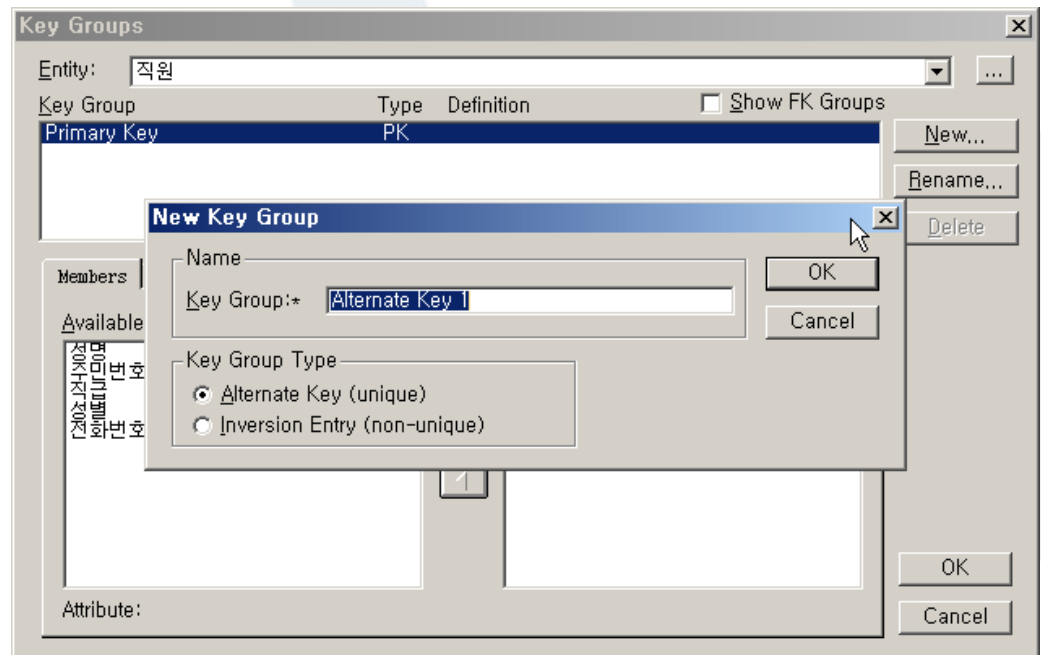 Key Groups
Entity: 직원 ...
Key Group Type Definition Show FK Groups
Primary Key PK
New...
Rename...
Delete
New Key Group
Name
Key Group:* Alternate Key 1
OK
Cancel
Key Group Type
Alternate Key (unique)
Inversion Entry (non-unique)
Members
Available
성명
주민번호
직급
성별
전화번호
Attribute:
OK
Cancel